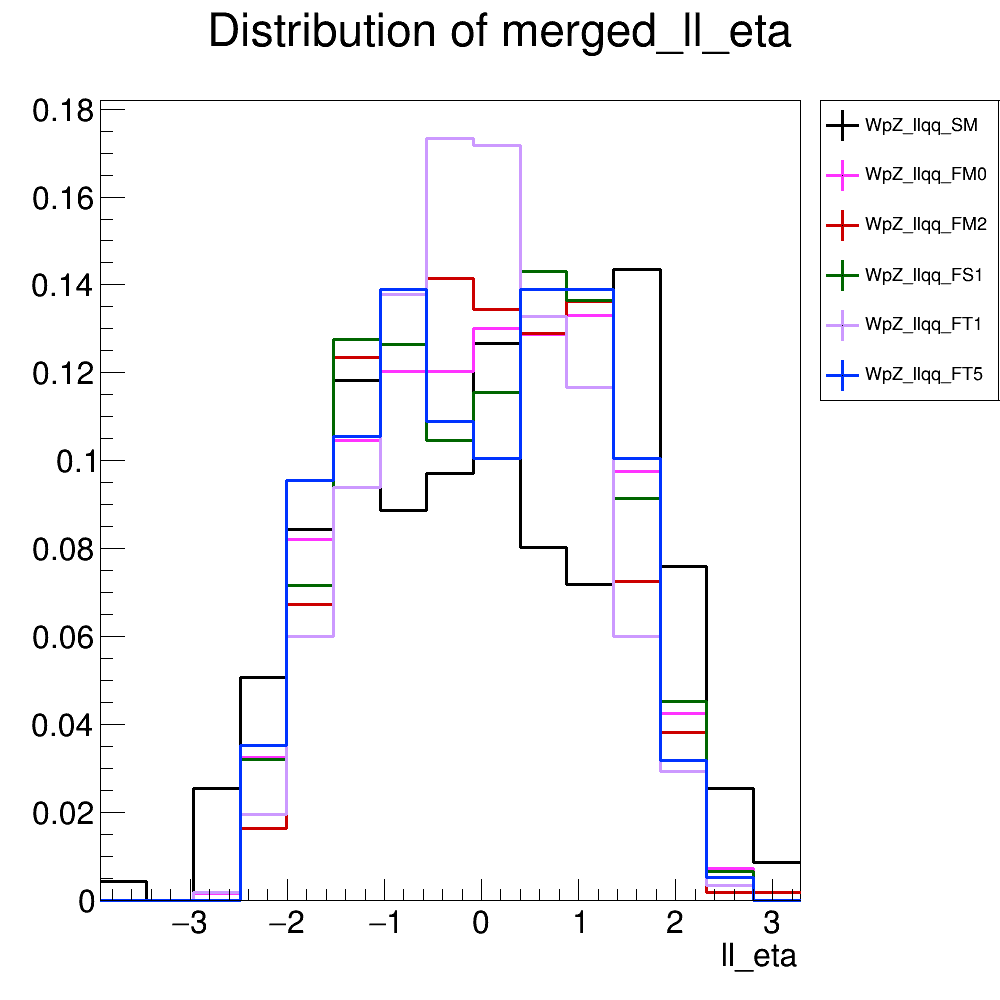 Distribution of merged_ll_eta
0.18
0.16
0.14
0.12
0.1
0.08
0.06
0.04
0.02
0
−3 −2 −1 0 1 2 3
ll_eta
WpZ_llqq_SM
WpZ_llqq_FM0
WpZ_llqq_FM2
WpZ_llqq_FS1
WpZ_llqq_FT1
WpZ_llqq_FT5